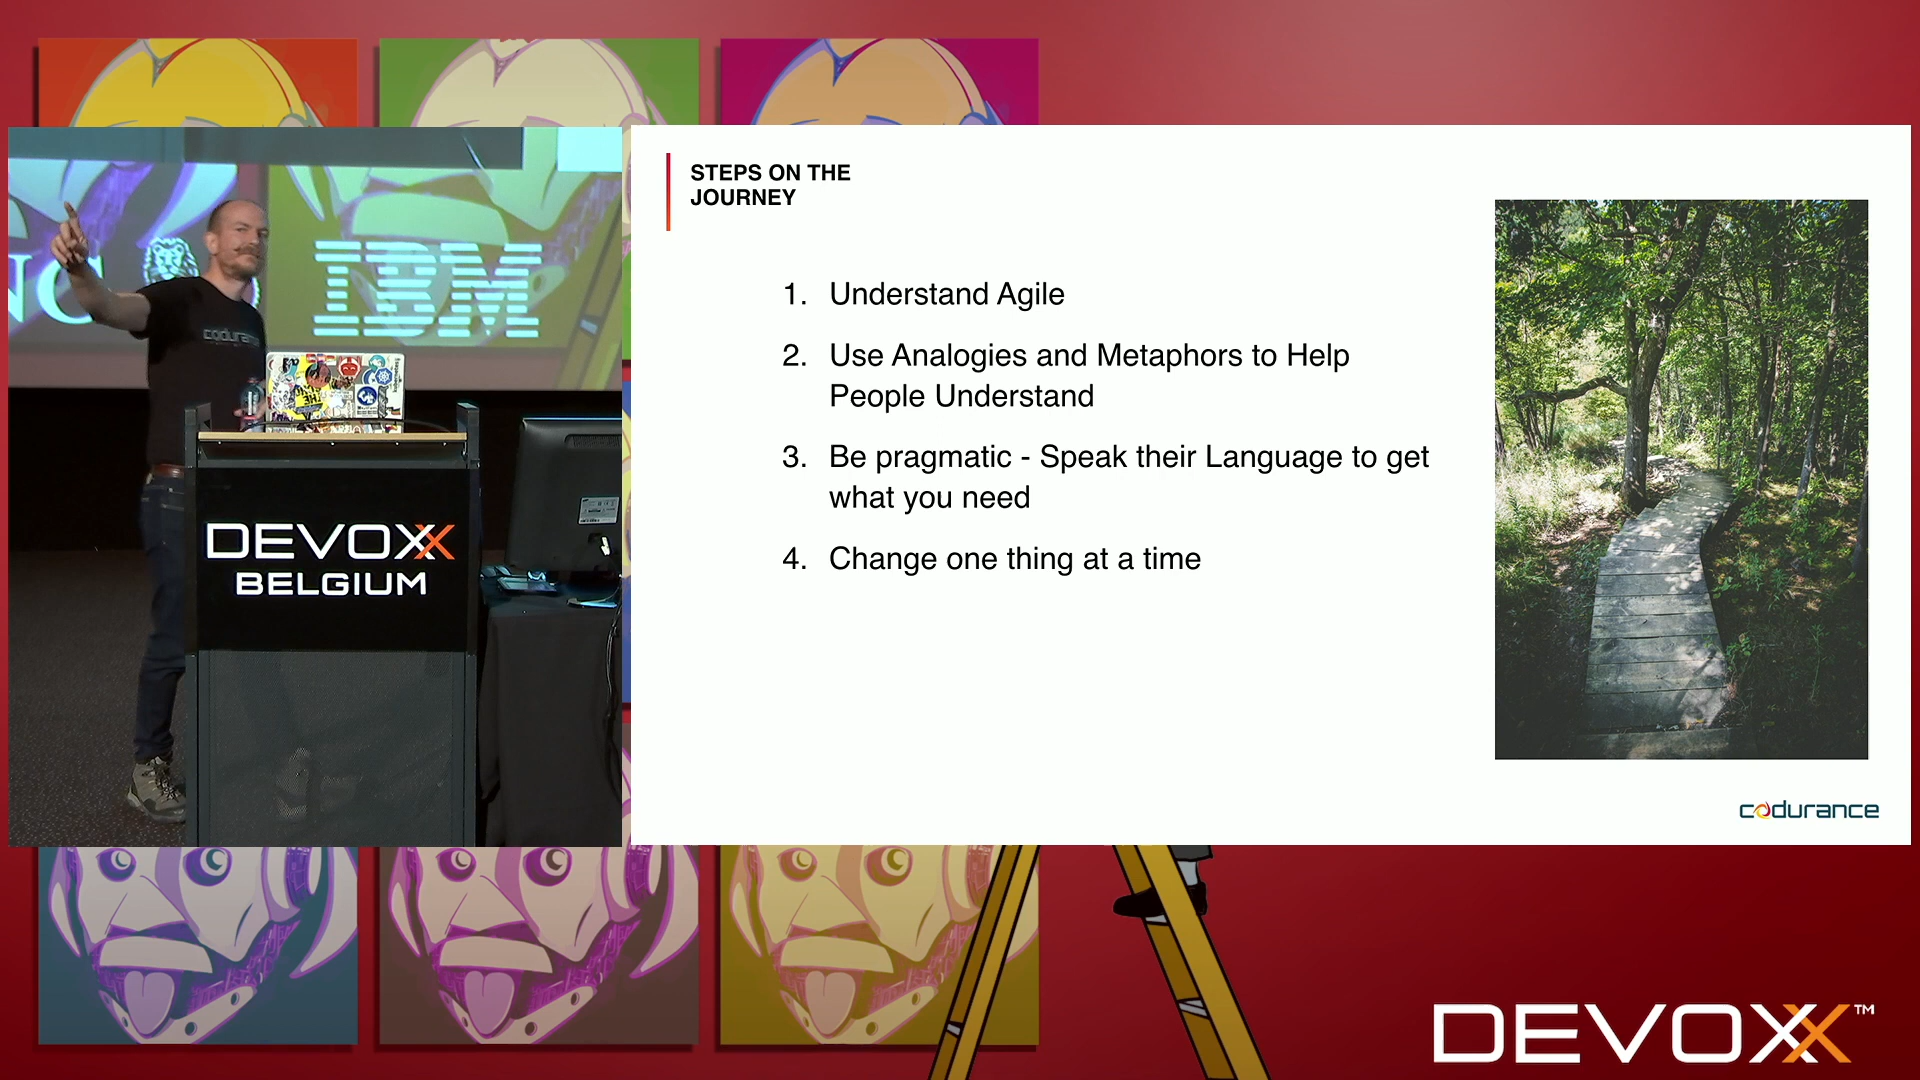 NG
IBM
codurance
DEVOXX
BELGIUM
STEPS ON THE
JOURNEY
1. Understand Agile
2. Use Analogies and Metaphors to Help
People Understand
3. Be pragmatic - Speak their Language to get
what you need
4. Change one thing at a time
codurance
DEVOXX™